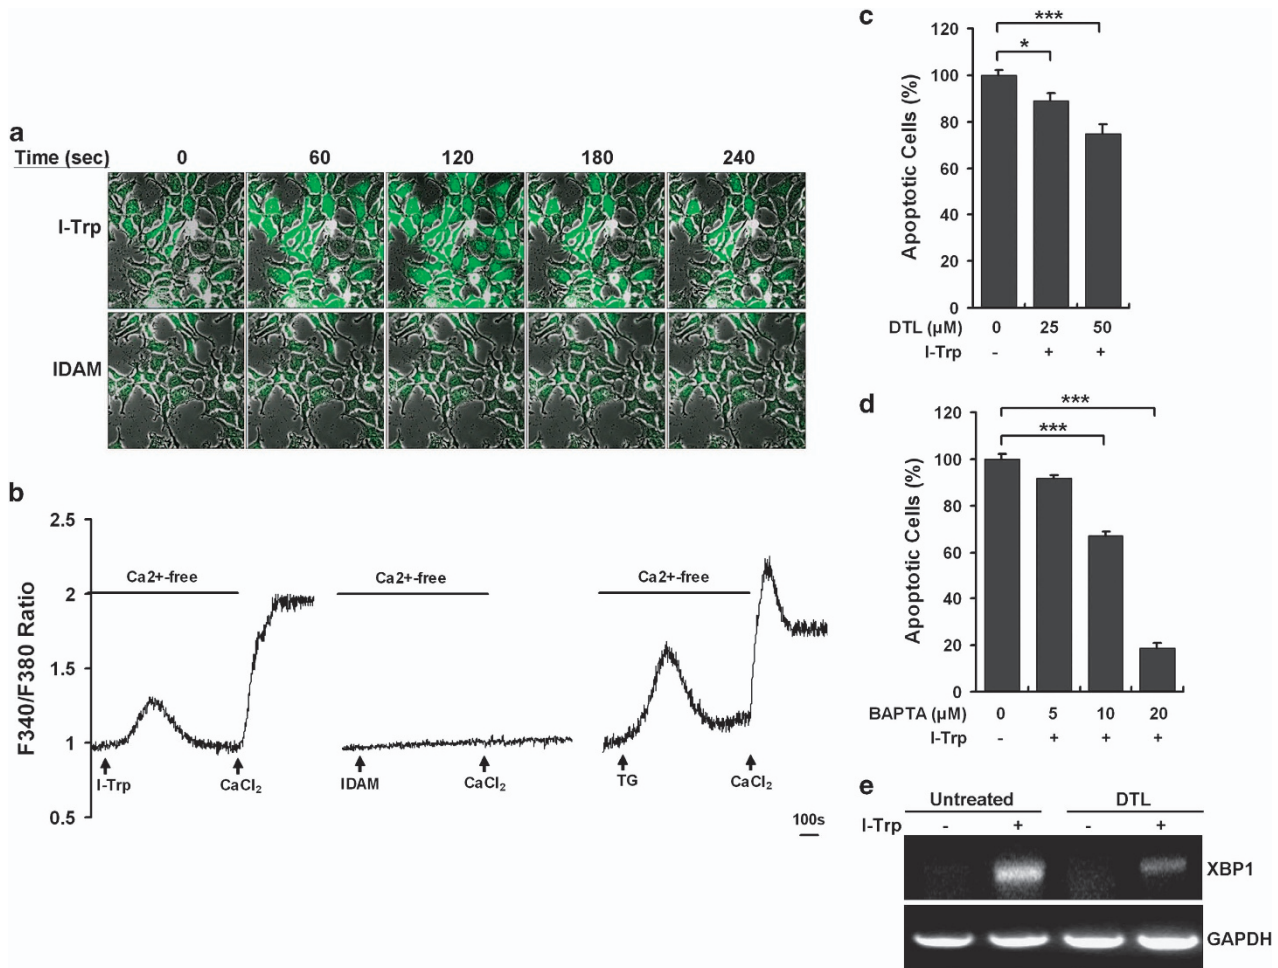 a
Time (sec) 0 60 120 180 240
I-Trp
IDAM
b
F340/F380 Ratio
2.5
2
1.5
1
0.5
Ca2+-free Ca2+-free Ca2+-free
I-Trp CaCl₂ IDAM CaCl₂ TG CaCl₂
100s
c
Apoptotic Cells (%)
120
100
80
60
40
20
0
* ***
DTL (µM) 0 25 50
I-Trp - + +
d
Apoptotic Cells (%)
120
100
80
60
40
20
0
*** ***
BAPTA (µM) 0 5 10 20
I-Trp - + + +
e
Untreated DTL
I-Trp - + - +
XBP1
GAPDH